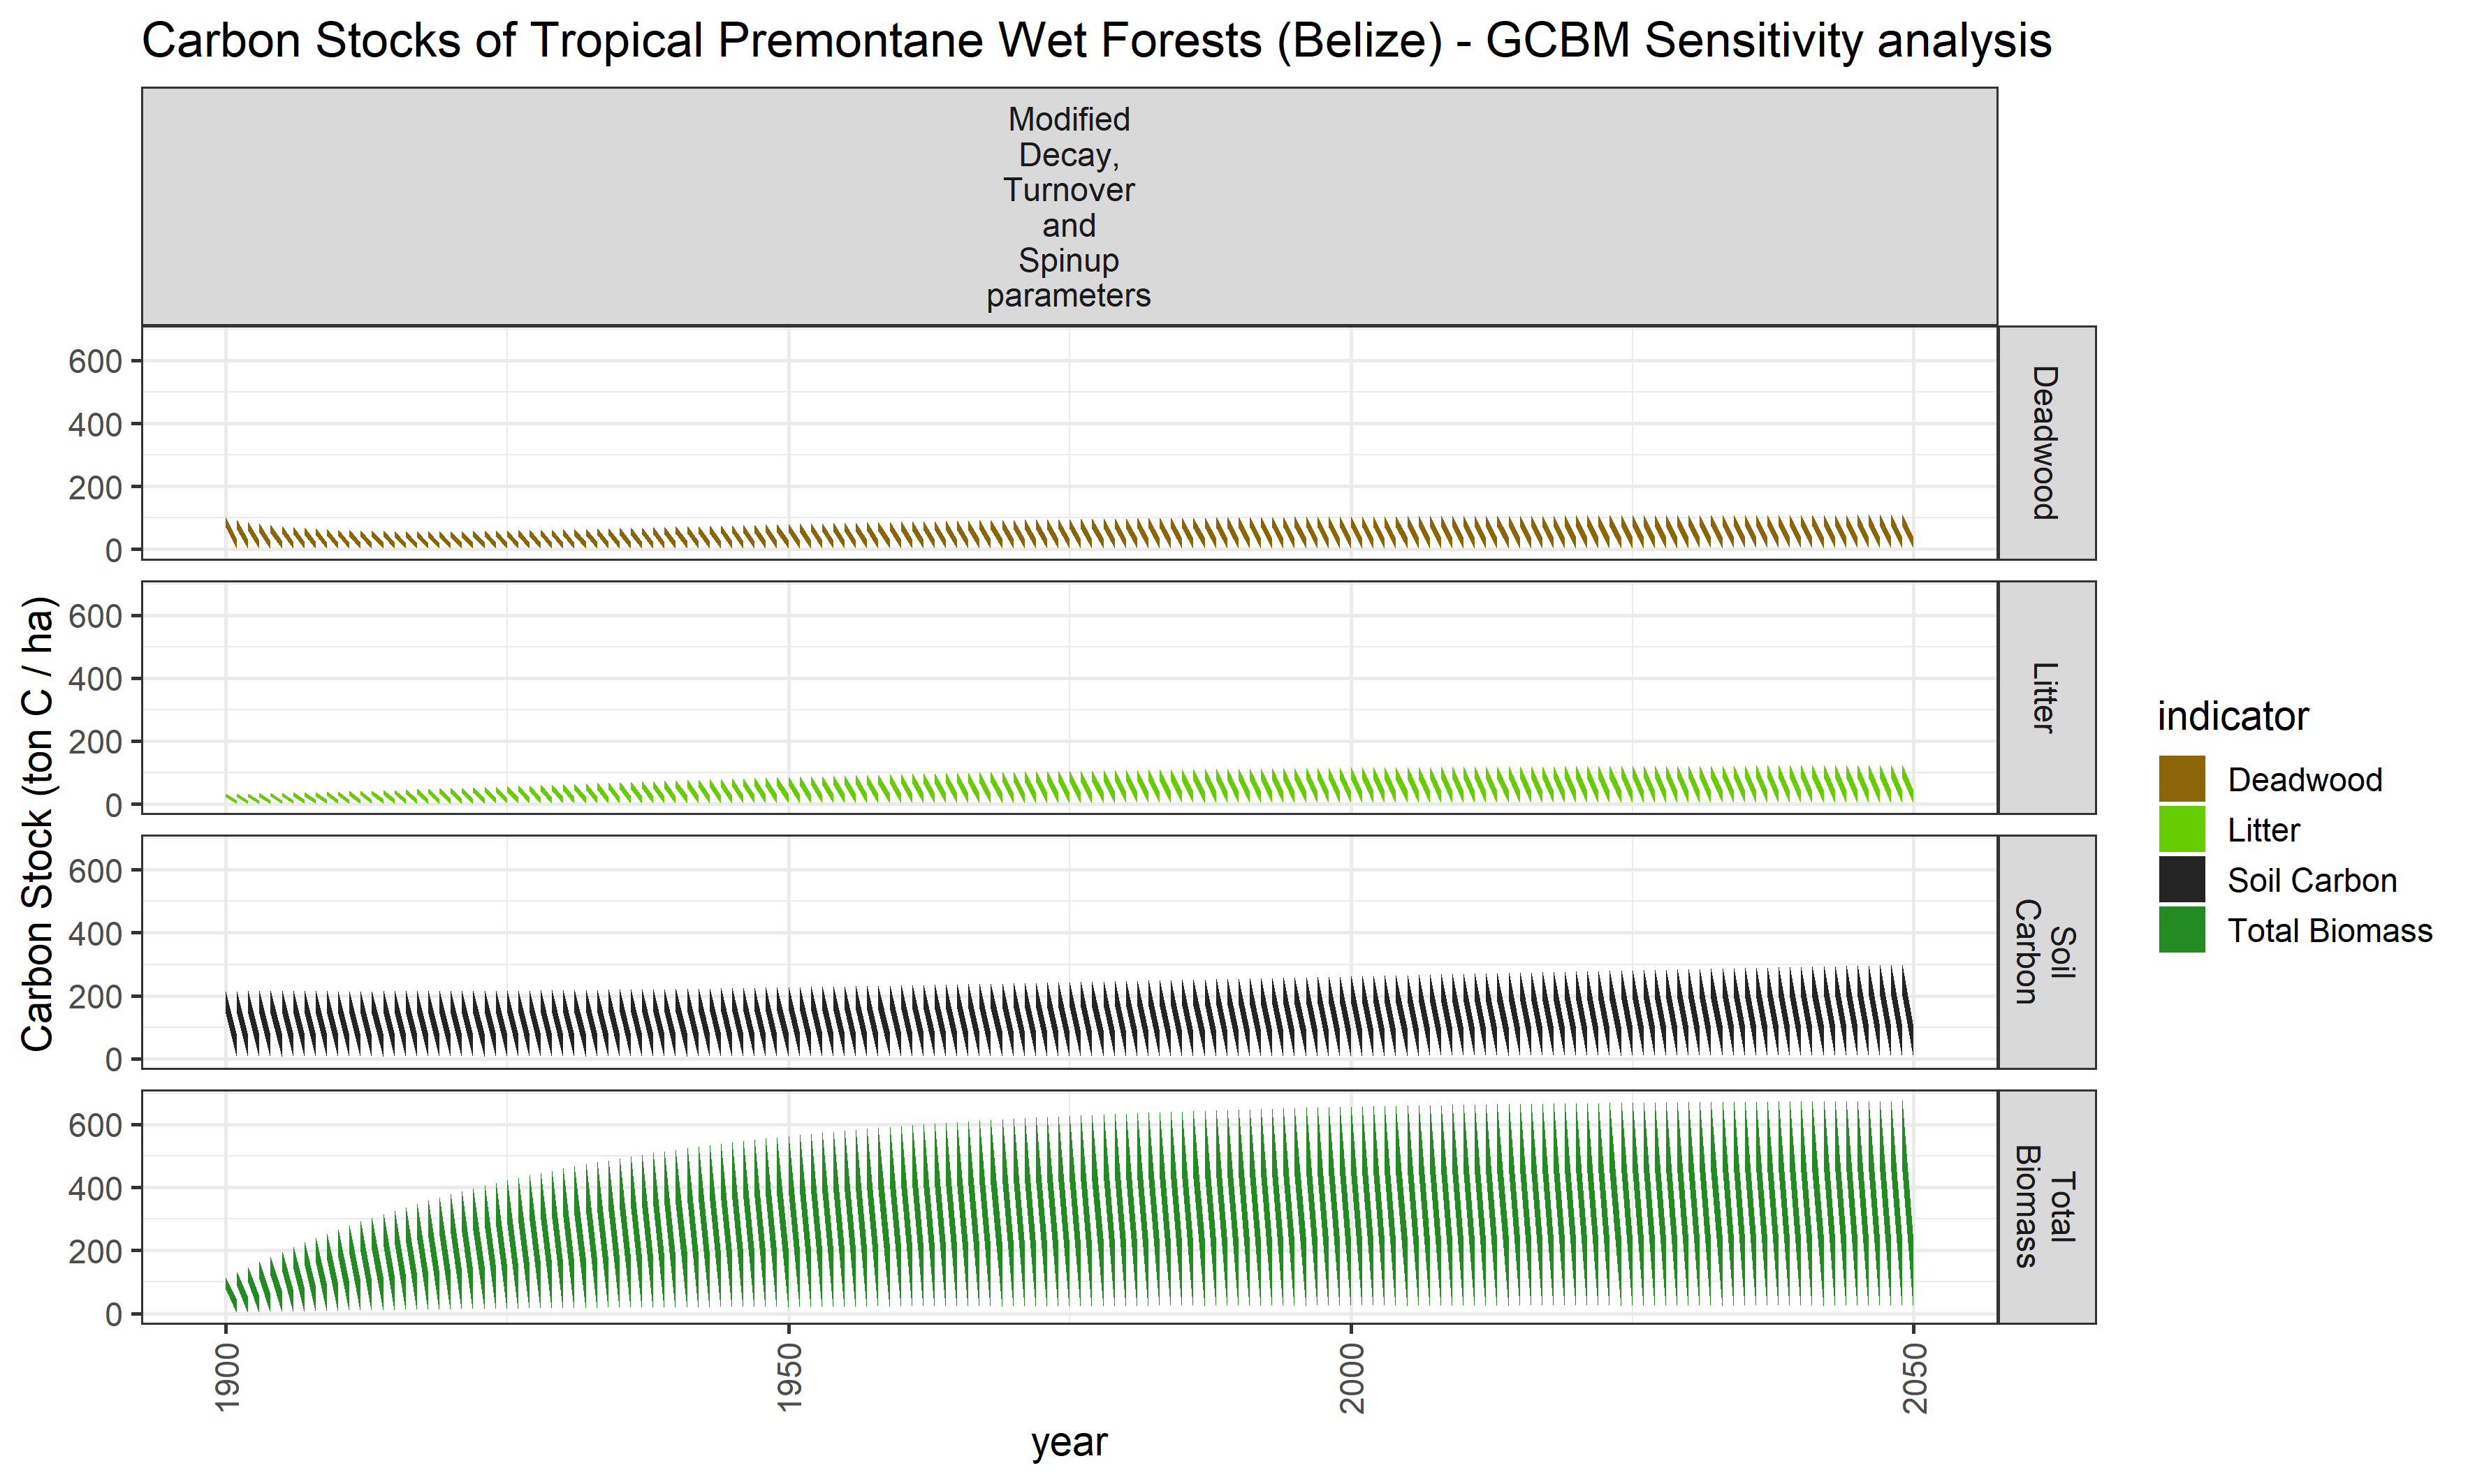 Carbon Stocks of Tropical Premontane Wet Forests (Belize) - GCBM Sensitivity analysis
Modified
Decay,
Turnover
and
Spinup
parameters
Carbon Stock (ton C / ha)
600
400
200
0
Deadwood
600
400
200
0
Litter
600
400
200
0
Soil
Carbon
600
400
200
0
Total
Biomass
1900
1950
2000
2050
year
indicator
Deadwood
Litter
Soil Carbon
Total Biomass